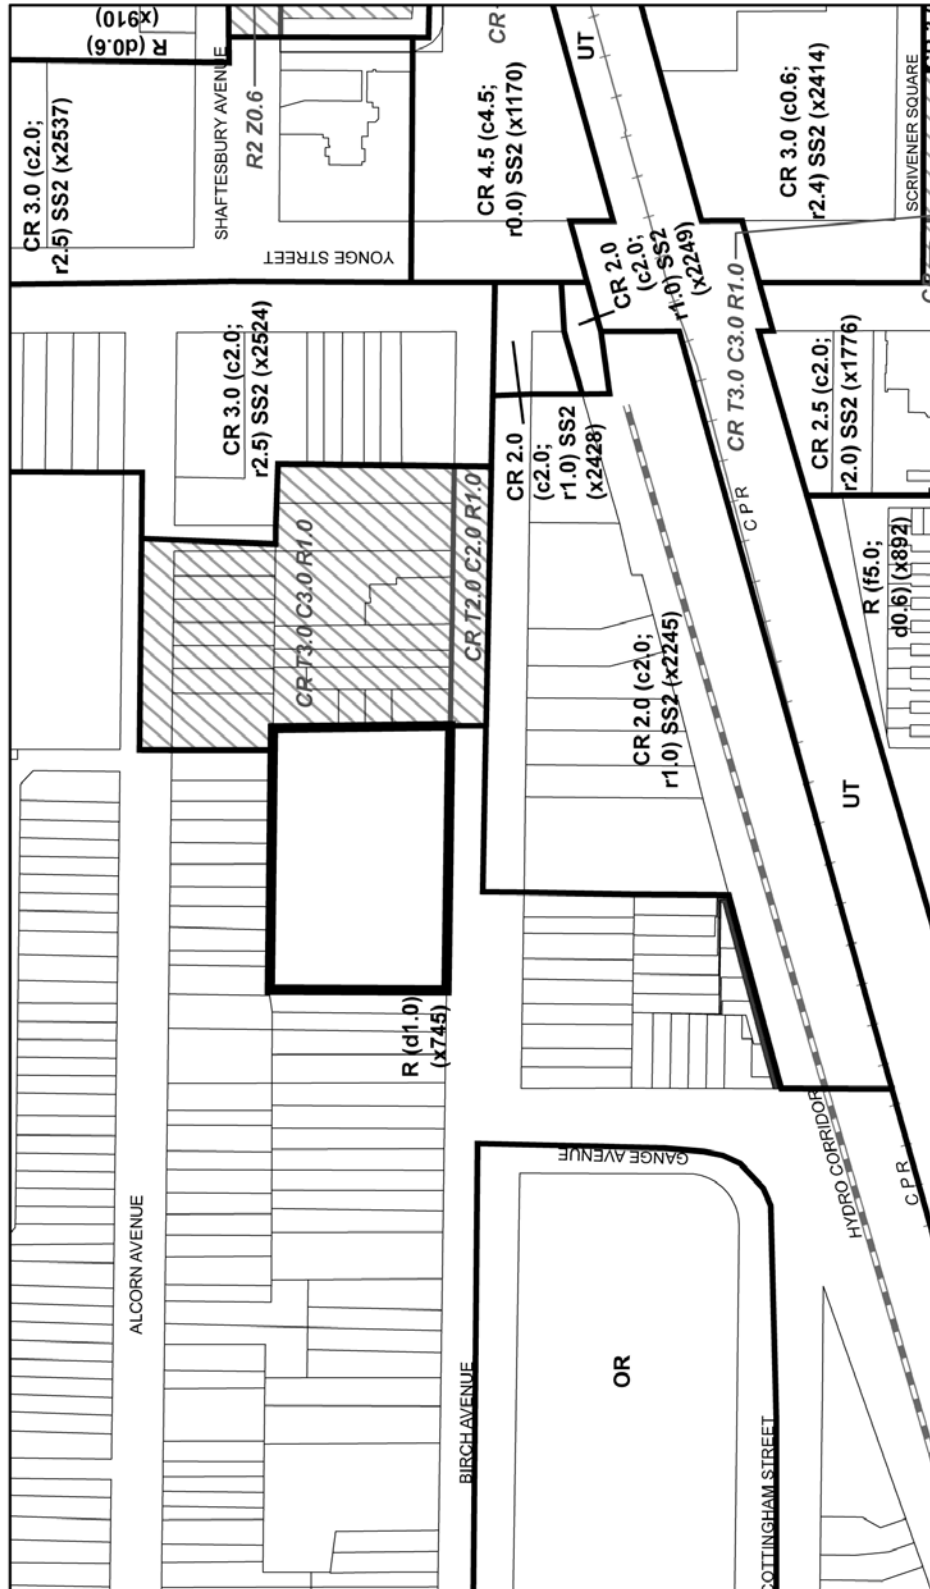 R (d0.6)
(x910)
CR 3.0 (c2.0;
r2.5) SS2 (x2537)
SHAFTESBURY AVENUE
R2 Z0.6
YONGE STREET
CR 4.5 (c4.5;
r0.0) SS2 (x1170)
CR
UT
CR 3.0 (c0.6;
r2.4) SS2 (x2414)
SCRIVENER SQUARE
CR 3.0 (c2.0;
r2.5) SS2 (x2524)
CR 2.0
(c2.0;
r1.0) SS2
(x2249)
CR T3.0 C3.0 R1.0
CR 2.0
(c2.0;
r1.0) SS2
(x2428)
CR 2.5 (c2.0;
r2.0) SS2 (x1776)
CR T3.0 C3.0 R1.0
CR T2.0 C2.0 R1.0
CPR
R (f5.0;
d0.6) (x892)
CR 2.0 (c2.0;
r1.0) SS2 (x2245)
UT
R (d1.0)
(x745)
ALCORN AVENUE
BIRCH AVENUE
GANGE AVENUE
HYDRO CORRIDOR
CPR
OR
COTTINGHAM STREET